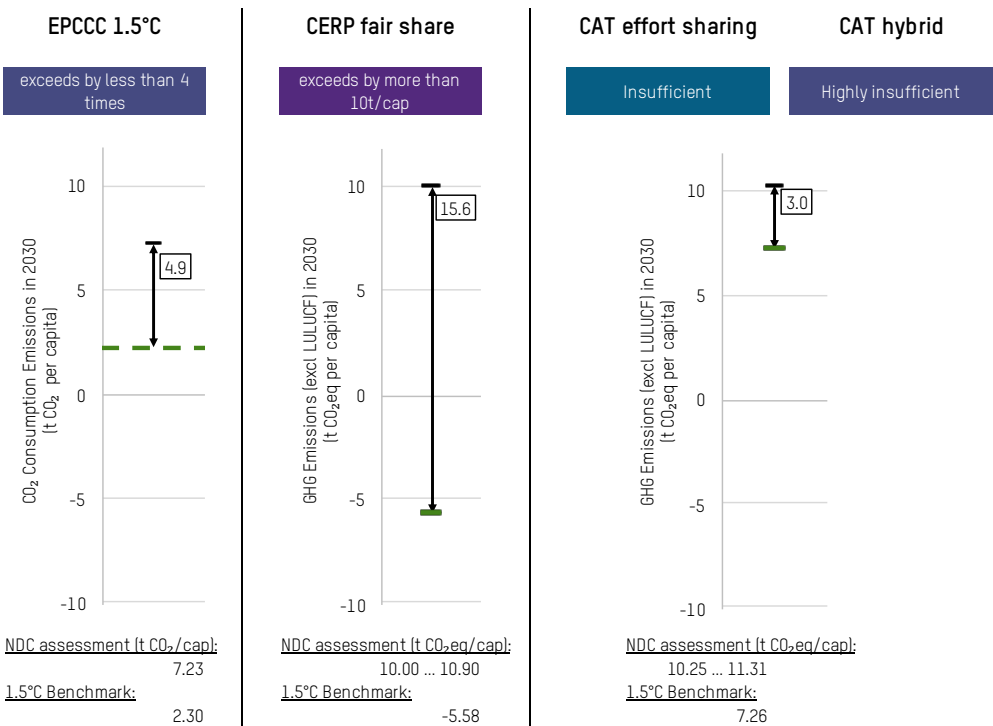 EPCCC 1.5°C
exceeds by less than 4
times
10
5
0
-5
-10
CO₂ Consumption Emissions in 2030
(t CO₂ per capita)
4.9
NDC assessment (t CO₂/cap):
7.23
1.5°C Benchmark:
2.30
CERP fair share
exceeds by more than
10t/cap
10
5
0
-5
-10
GHG Emissions (excl LULUCF) in 2030
(t CO₂eq per capita)
15.6
NDC assessment (t CO₂eq/cap):
10.00 ... 10.90
1.5°C Benchmark:
-5.58
CAT effort sharing
CAT hybrid
Insufficient
Highly insufficient
10
5
0
-5
-10
GHG Emissions (excl LULUCF) in 2030
(t CO₂eq per capita)
3.0
NDC assessment (t CO₂eq/cap):
10.25 ... 11.31
1.5°C Benchmark:
7.26